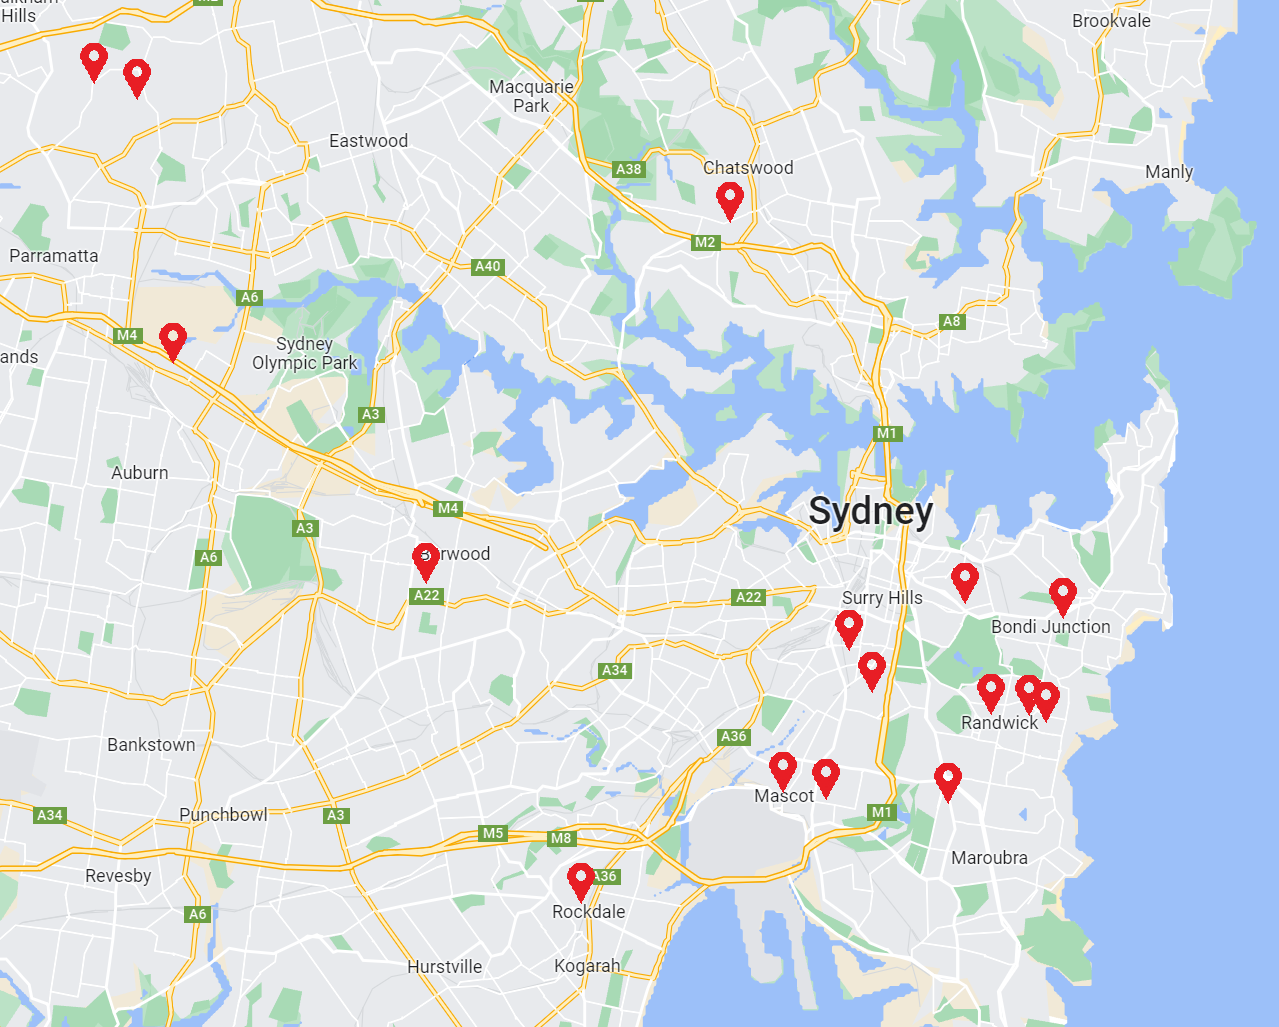 Hills
M2
Brookvale
Macquarie
Park
Eastwood
A38
Chatswood
Manly
M2
Parramatta
A40
A6
M4
A8
Sydney
Olympic Park
ands
A3
M1
Auburn
M4
Sydney
A3
A6
Burwood
A22
A22
Surry Hills
Bondi Junction
A34
Randwick
A36
Bankstown
Mascot
Punchbowl
A34
A3
M1
M5
M8
Maroubra
Revesby
A36
Rockdale
A6
Hurstville
Kogarah